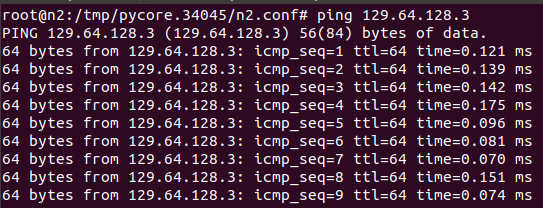 root@n2:/tmp/pycore.34045/n2.conf# ping 129.64.128.3
PING 129.64.128.3 (129.64.128.3) 56(84) bytes of data.
64 bytes from 129.64.128.3: icmp_seq=1 ttl=64 time=0.121 ms
64 bytes from 129.64.128.3: icmp_seq=2 ttl=64 time=0.139 ms
64 bytes from 129.64.128.3: icmp_seq=3 ttl=64 time=0.142 ms
64 bytes from 129.64.128.3: icmp_seq=4 ttl=64 time=0.175 ms
64 bytes from 129.64.128.3: icmp_seq=5 ttl=64 time=0.096 ms
64 bytes from 129.64.128.3: icmp_seq=6 ttl=64 time=0.081 ms
64 bytes from 129.64.128.3: icmp_seq=7 ttl=64 time=0.070 ms
64 bytes from 129.64.128.3: icmp_seq=8 ttl=64 time=0.151 ms
64 bytes from 129.64.128.3: icmp_seq=9 ttl=64 time=0.074 ms